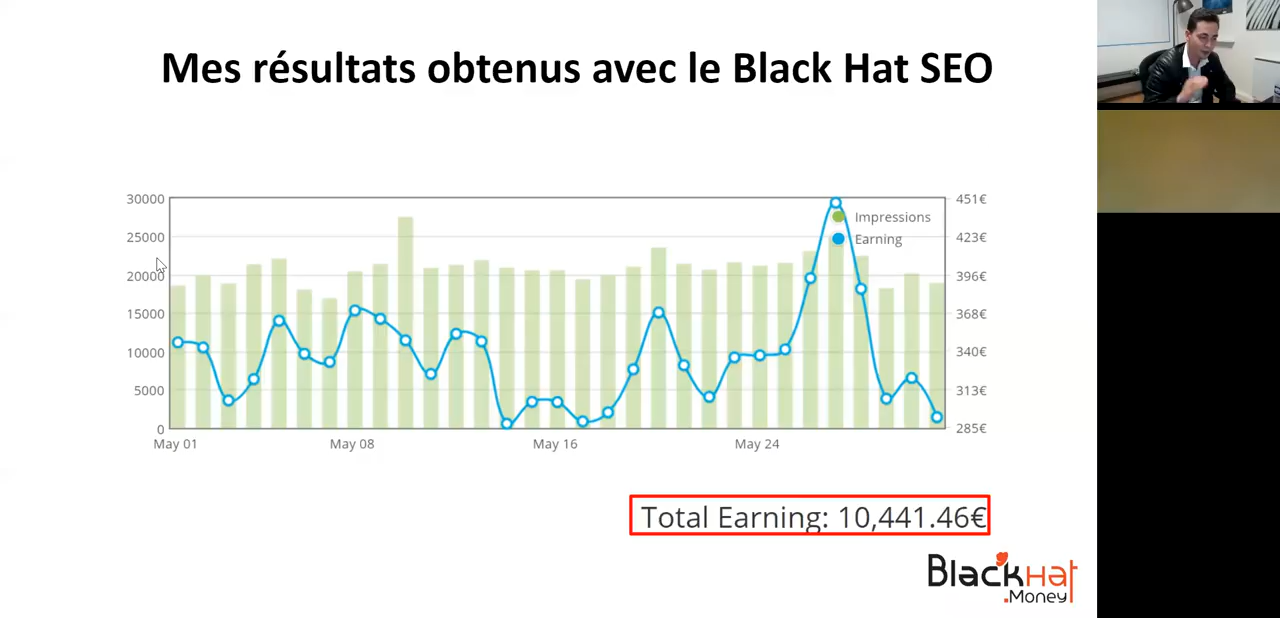 Mes résultats obtenus avec le Black Hat SEO
30000
25000
20000
15000
10000
5000
0
451€
423€
396€
368€
340€
313€
285€
Impressions
Earning
May 01
May 08
May 16
May 24
Total Earning: 10,441.46€
BlackHat
.Money